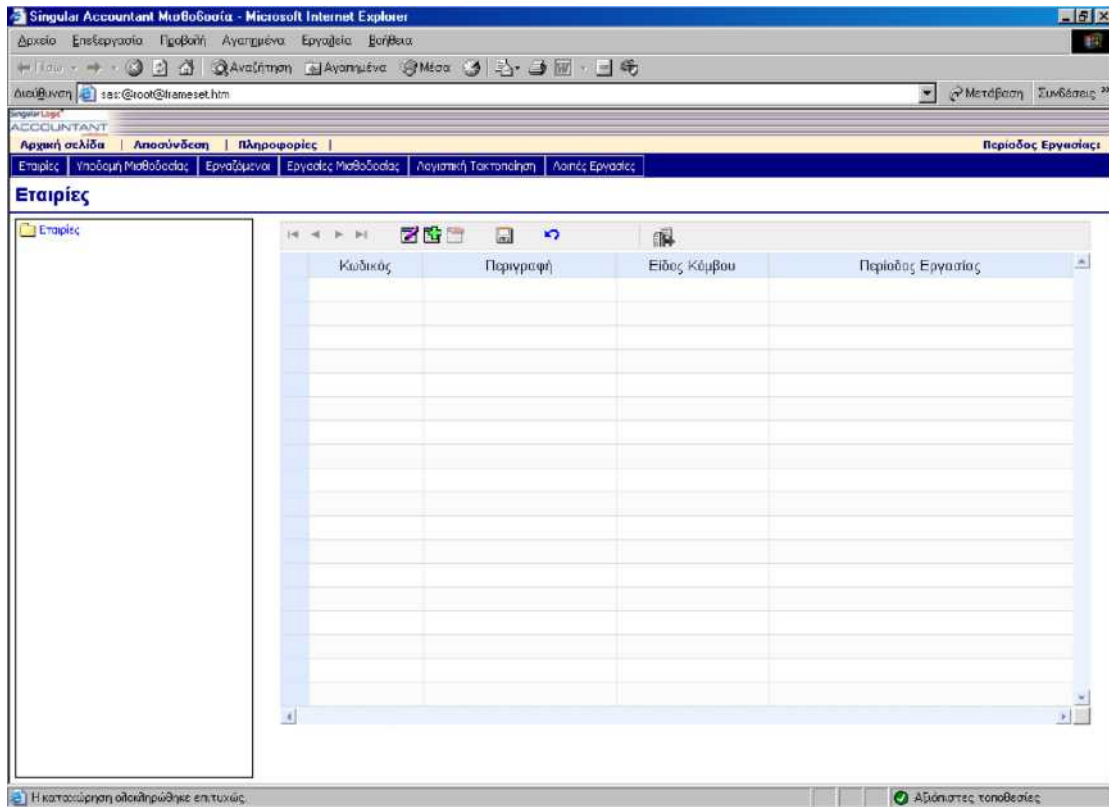 Singular Accountant Μισθοδοσία - Microsoft Internet Explorer
Αρχείο Επεξεργασία Προβολή Αγαπημένα Εργαλεία Βοήθεια
Πίσω Αναζήτηση Αγαπημένα Μέσα
Διεύθυνση sas:@root@frameset.htm Μετάβαση Συνδέσεις »
SingularLogic
ACCOUNTANT
Αρχική σελίδα | Αποσύνδεση | Πληροφορίες | Περίοδος Εργασίας:
Εταιρίες Υποδομή Μισθοδοσίας Εργαζόμενοι Εργασίες Μισθοδοσίας Λογιστική Τακτοποίηση Λοιπές Εργασίες
Εταιρίες
Εταιρίες
Κωδικός Περιγραφή Είδος Κόμβου Περίοδος Εργασίας
Η καταχώρηση ολοκληρώθηκε επιτυχώς. Αξιόπιστες τοποθεσίες